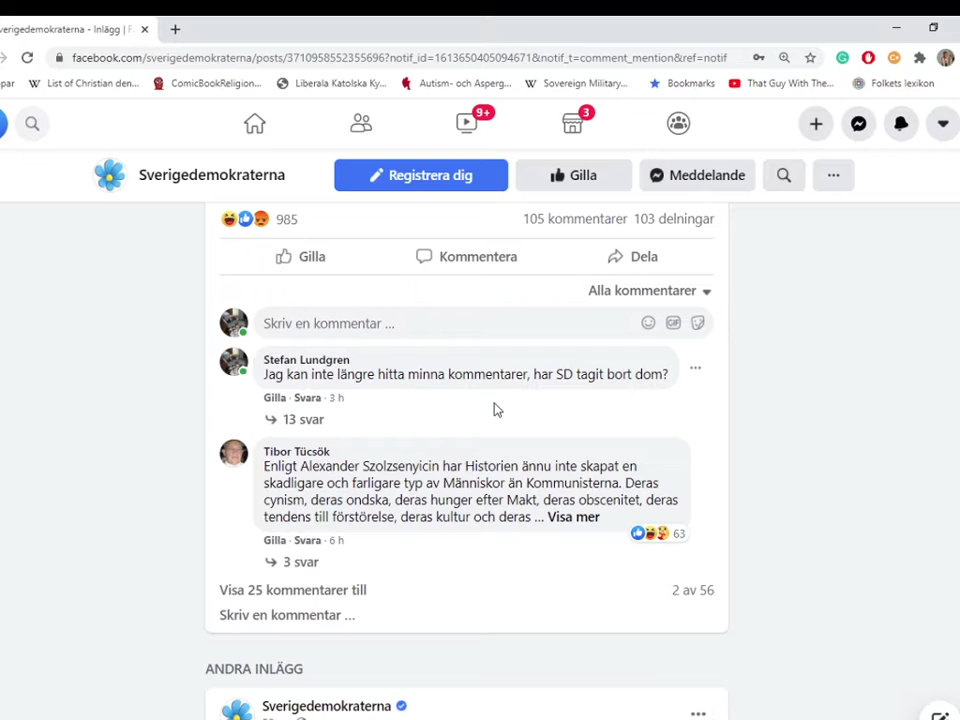 verigedemokraterna - Inlägg |
facebook.com/sverigedemokraterna/posts/3710958552355696?notif_id=1613650405094671&notif_t=comment_mention&ref=notif
par
List of Christian den...
ComicBookReligion...
Liberala Katolska Ky...
Autism- och Asperg...
Sovereign Military...
Bookmarks
That Guy With The...
Folkets lexikon
9+
3
Sverigedemokraterna
Registrera dig
Gilla
Meddelande
985
105 kommentarer 103 delningar
Gilla
Kommentera
Dela
Alla kommentarer
Skriv en kommentar ...
GIF
Stefan Lundgren
Jag kan inte längre hitta minna kommentarer, har SD tagit bort dom?
Gilla · Svara · 3 h
13 svar
Tibor Tücsök
Enligt Alexander Szolzsenyicin har Historien ännu inte skapat en
skadligare och farligare typ av Människor än Kommunisterna. Deras
cynism, deras ondska, deras hunger efter Makt, deras obscenitet, deras
tendens till förstörelse, deras kultur och deras ... Visa mer
63
Gilla · Svara · 6 h
3 svar
Visa 25 kommentarer till
2 av 56
Skriv en kommentar ...
ANDRA INLÄGG
Sverigedemokraterna